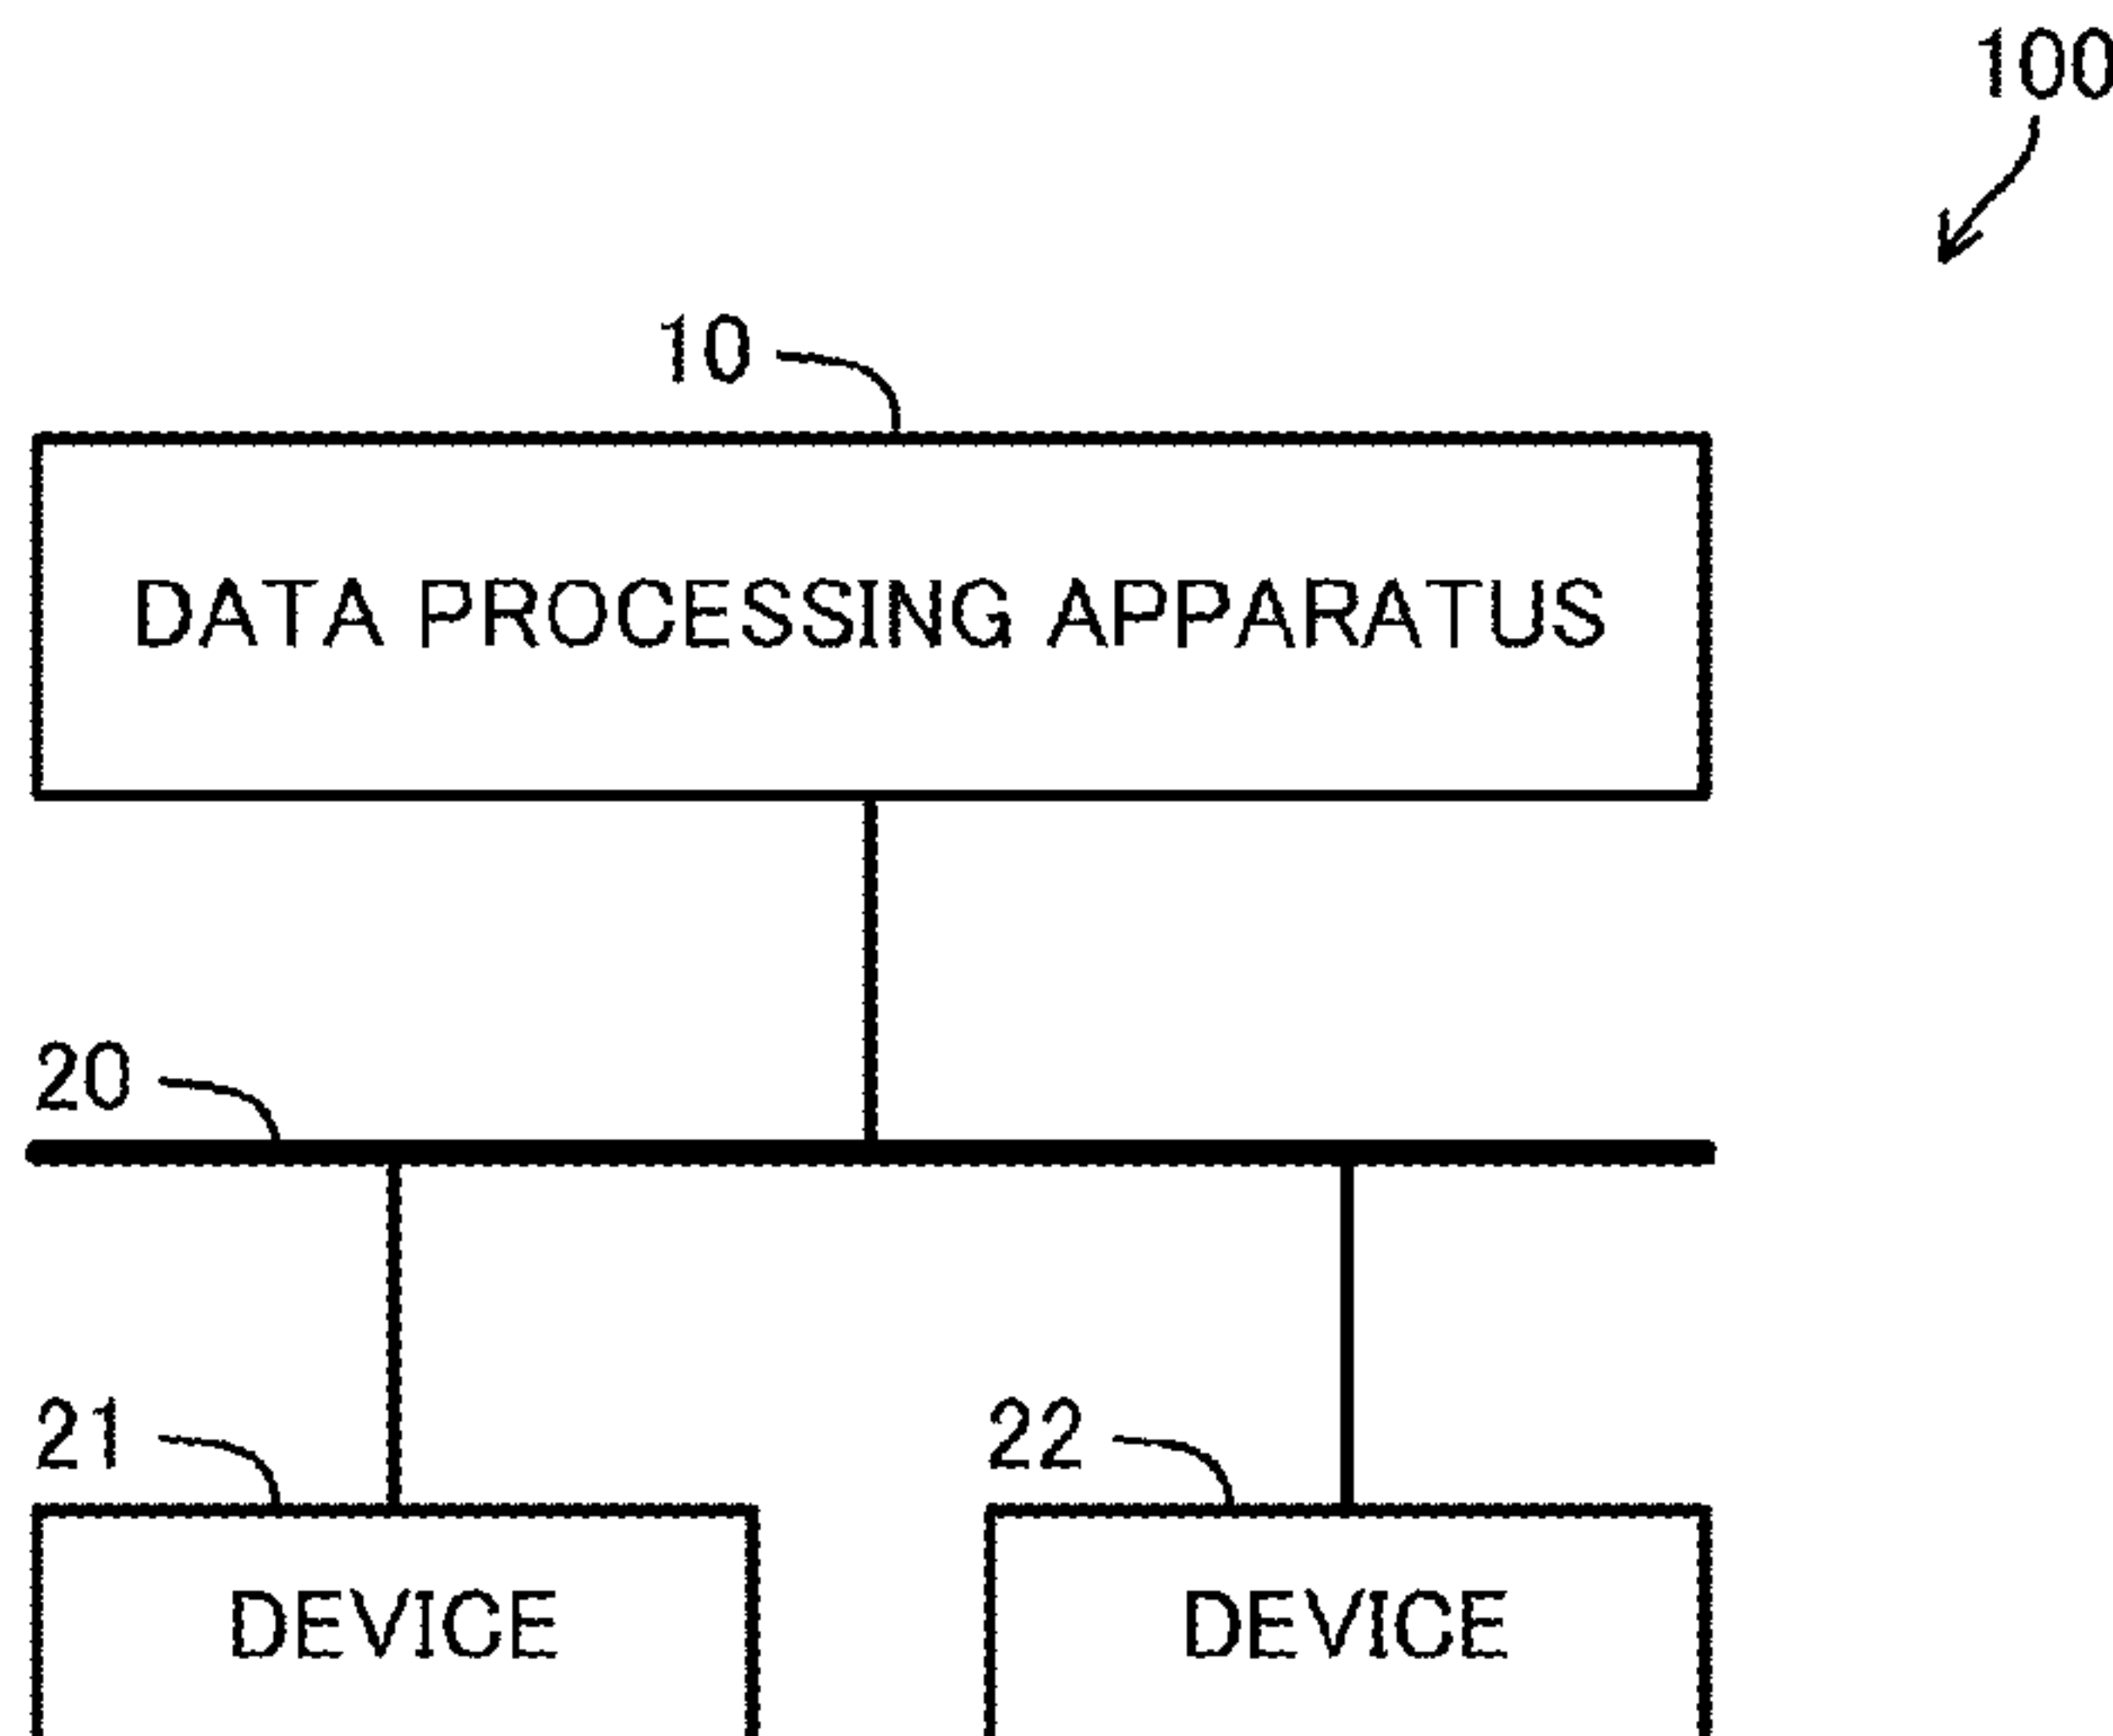 100
10
DATA PROCESSING APPARATUS
20
21
22
DEVICE
DEVICE